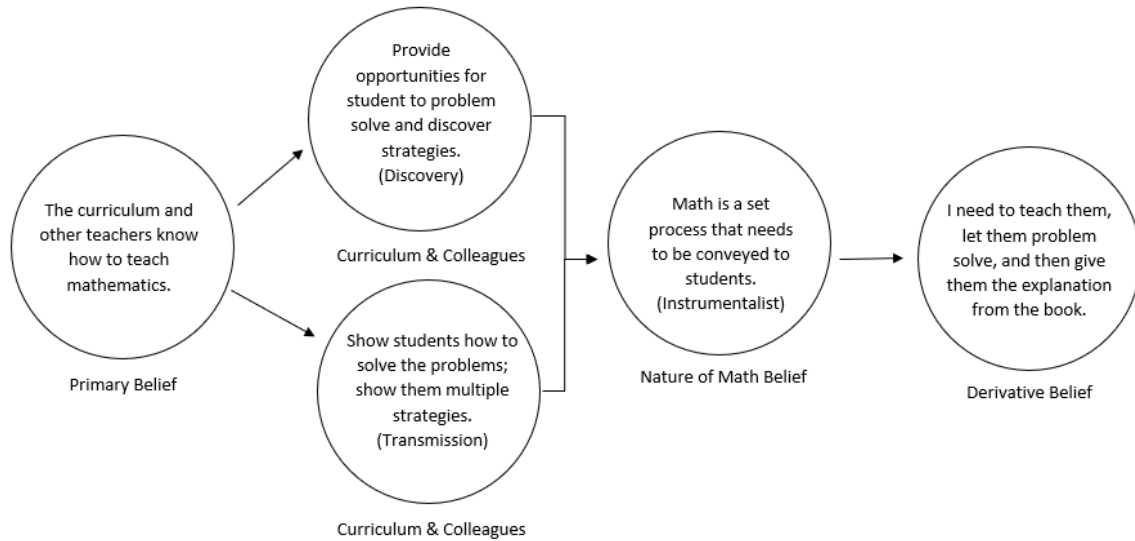 The curriculum and
other teachers know
how to teach
mathematics.
Primary Belief
Provide
opportunities for
student to problem
solve and discover
strategies.
(Discovery)
Curriculum & Colleagues
Show students how to
solve the problems;
show them multiple
strategies.
(Transmission)
Curriculum & Colleagues
Math is a set
process that needs
to be conveyed to
students.
(Instrumentalist)
Nature of Math Belief
I need to teach them,
let them problem
solve, and then give
them the explanation
from the book.
Derivative Belief